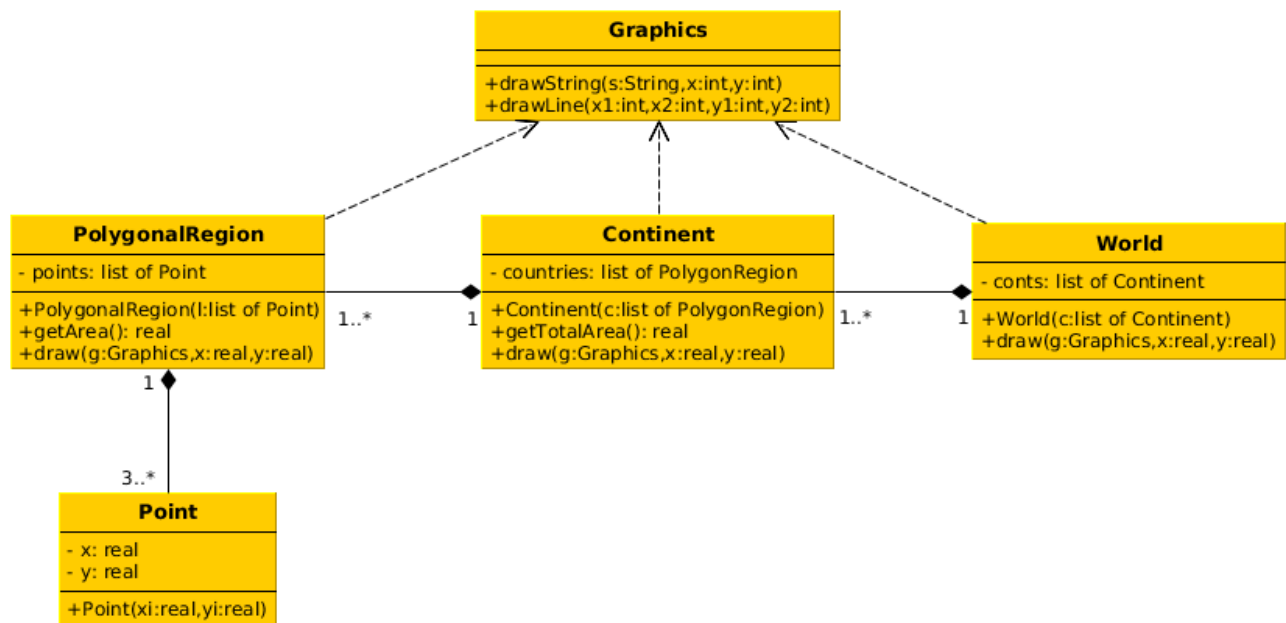 Graphics
+drawString(s:String,x:int,y:int)
+drawLine(x1:int,x2:int,y1:int,y2:int)
PolygonalRegion
- points: list of Point
+PolygonalRegion(l:list of Point)
+getArea(): real
+draw(g:Graphics,x:real,y:real)
1..*
1
Continent
- countries: list of PolygonRegion
+Continent(c:list of PolygonRegion)
+getTotalArea(): real
+draw(g:Graphics,x:real,y:real)
1..*
1
World
- conts: list of Continent
+World(c:list of Continent)
+draw(g:Graphics,x:real,y:real)
1
3..*
Point
- x: real
- y: real
+Point(xi:real,yi:real)